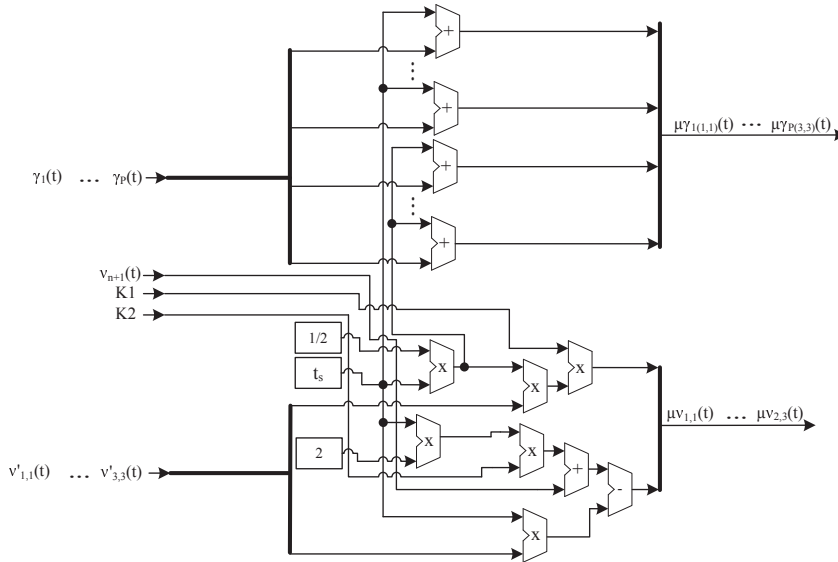 +
+
μγ₁₍₁,₁₎(t) ··· μγP₍₃,₃₎(t)
+
γ₁(t) ... γP(t)
+
νₙ₊₁(t)
K1
K2
1/2
x
x
tₛ
x
μν₁,₁(t) ... μν₂,₃(t)
x
2
x
+
ν'₁,₁(t) ... ν'₃,₃(t)
-
x